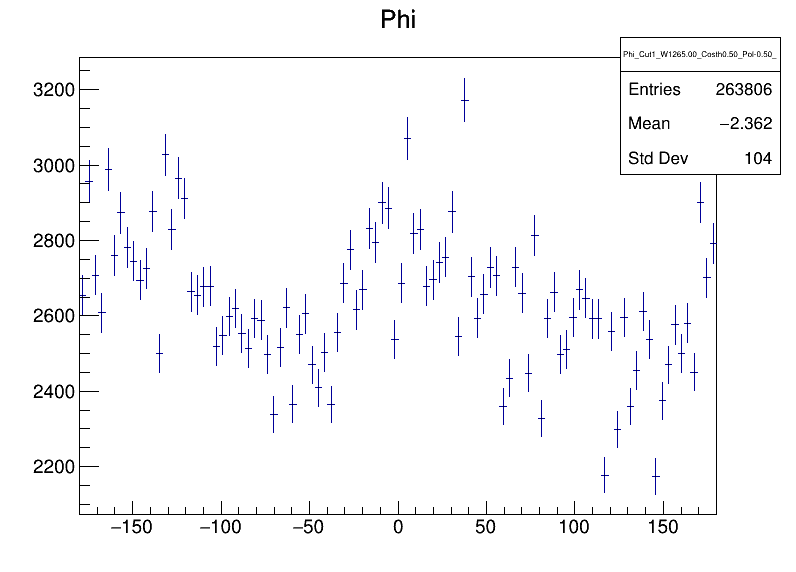 Phi
Phi_Cut1_W1265.00_Costh0.50_Pol-0.50_
Entries 263806
Mean −2.362
Std Dev 104
3200
3000
2800
2600
2400
2200
−150 −100 −50 0 50 100 150